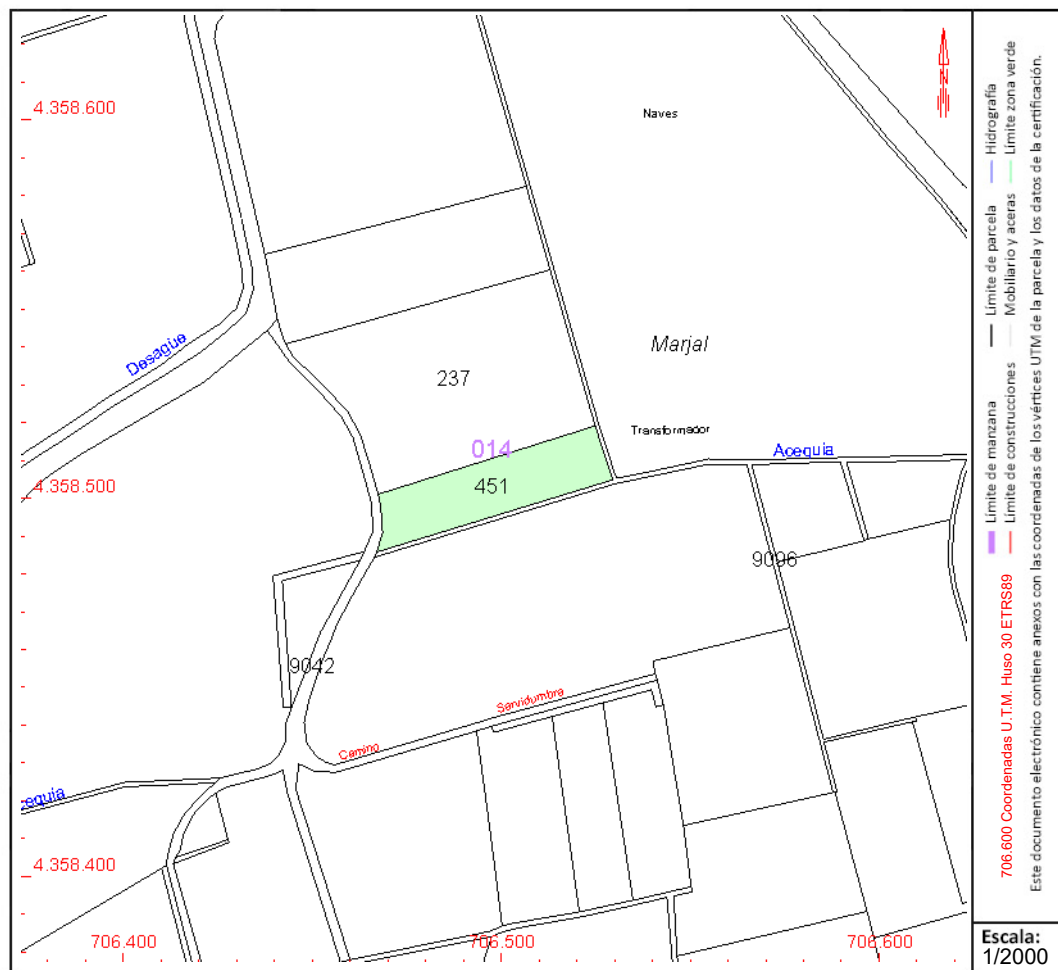 4.358.600
Naves
Desagüe
Marjal
237
Transformador
014
Acequia
451
4.358.500
9096
9042
Servidumbre
Camino
equia
4.358.400
706.400
706.500
706.600
N
706.600 Coordenadas U.T.M. Huso 30 ETRS89
Límite de manzana
Límite de parcela
Hidrografía
Límite de construcciones
Mobiliario y aceras
Límite zona verde
Este documento electrónico contiene anexos con las coordenadas de los vértices UTM de la parcela y los datos de la certificación.
Escala:
1/2000